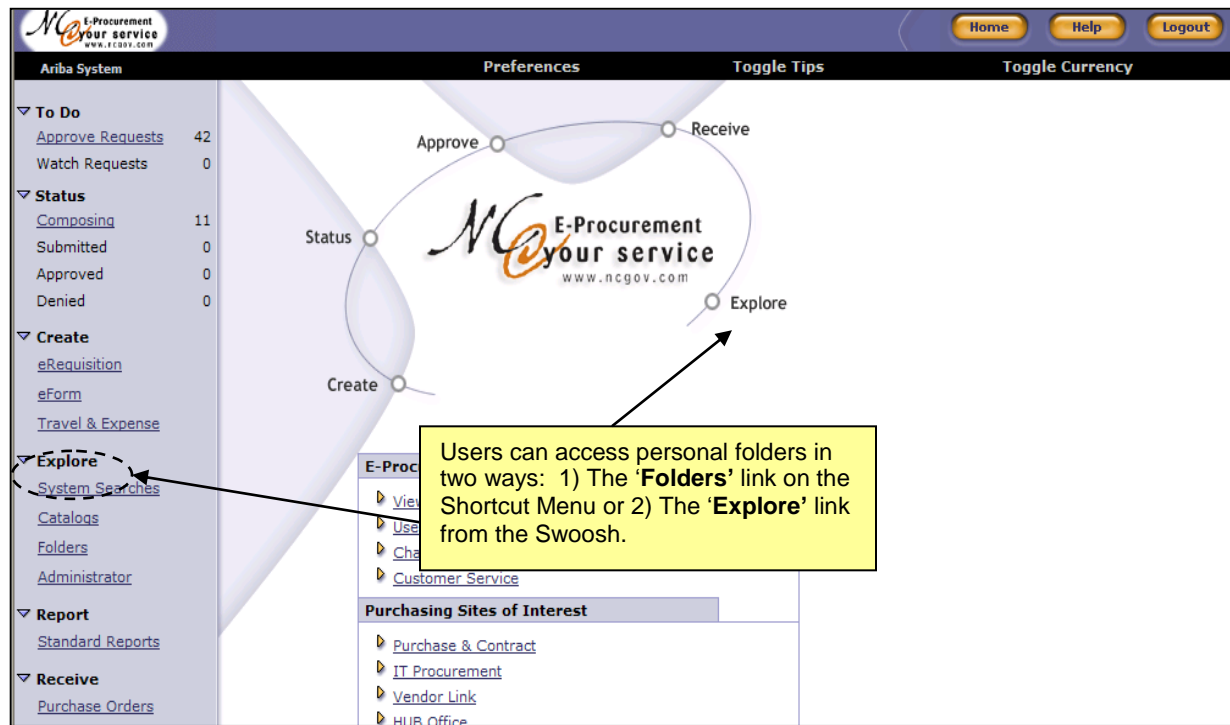 NC@ E-Procurement
your service
Home Help Logout
Ariba System Preferences Toggle Tips Toggle Currency
To Do
Approve Requests 42
Watch Requests 0
Status
Composing 11
Submitted 0
Approved 0
Denied 0
Create
eRequisition
eForm
Travel & Expense
Explore
System Searches
Catalogs
Folders
Administrator
Report
Standard Reports
Receive
Purchase Orders
Approve
Receive
Status
NC@ E-Procurement
your service
www.ncgov.com
Explore
Create
Users can access personal folders in
two ways: 1) The ‘Folders’ link on the
Shortcut Menu or 2) The ‘Explore’ link
from the Swoosh.
Customer Service
Purchasing Sites of Interest
Purchase & Contract
IT Procurement
Vendor Link
HUB Office